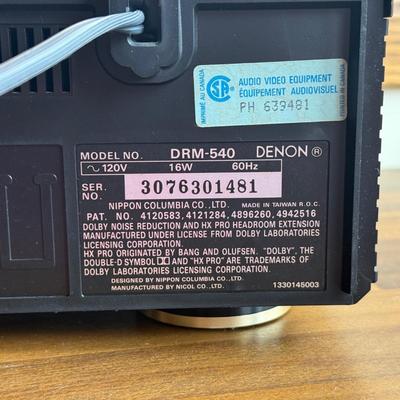 IMPRIMÉ AU CANADA
SA
AUDIO VIDEO EQUIPMENT
ÉQUIPEMENT AUDIOVISUEL
PH 639481
PRINTED IN CANADA
MODEL NO. DRM-540 DENON®
~120V 16W 60Hz
SER. NO. 3076301481
NIPPON COLUMBIA CO., LTD. MADE IN TAIWAN R.O.C.
PAT. NO. 4120583, 4121284, 4896260, 4942516
DOLBY NOISE REDUCTION AND HX PRO HEADROOM EXTENSION
MANUFACTURED UNDER LICENSE FROM DOLBY LABORATORIES
LICENSING CORPORATION.
HX PRO ORIGINATED BY BANG AND OLUFSEN. "DOLBY", THE
DOUBLE-D SYMBOL AND "HX PRO" ARE TRADEMARKS OF
DOLBY LABORATORIES LICENSING CORPORATION.
DESIGNED BY NIPPON COLUMBIA CO., LTD.
MANUFACTURED BY NICOL CO., LTD. 1330145003